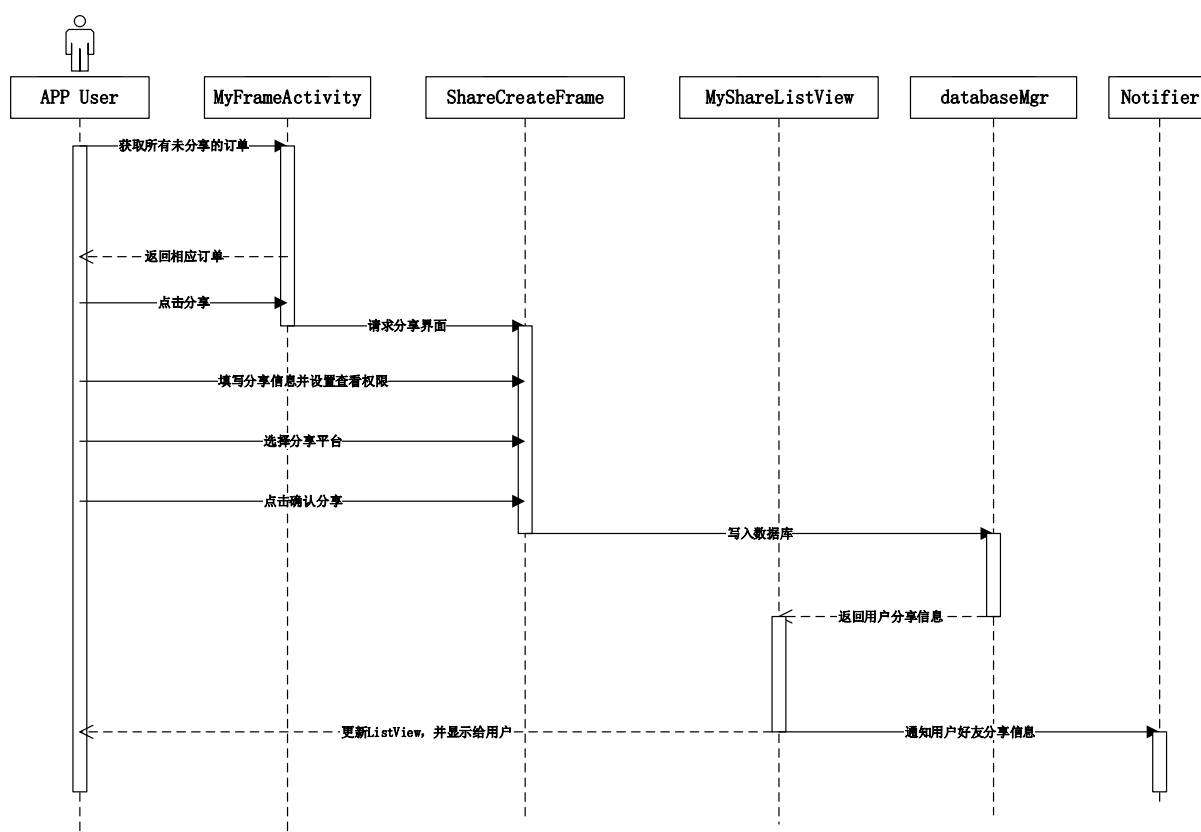 APP User
MyFrameActivity
ShareCreateFrame
MyShareListView
databaseMgr
Notifier
获取所有未分享的订单
返回相应订单
点击分享
请求分享界面
填写分享信息并设置查看权限
选择分享平台
点击确认分享
写入数据库
返回用户分享信息
更新ListView，并显示给用户
通知用户好友分享信息